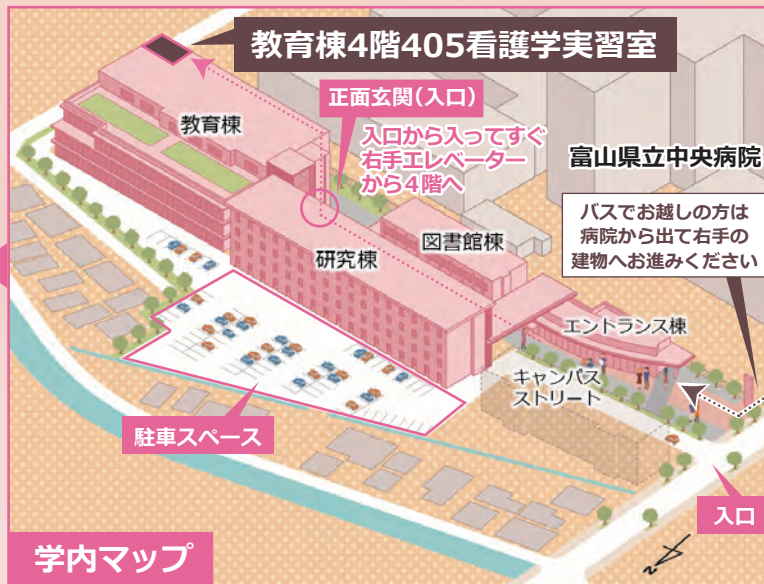 教育棟4階405看護学実習室
正面玄関(入口)
入口から入ってすぐ
右手エレベーター
から4階へ
教育棟
富山県立中央病院
バスでお越しの方は
病院から出て右手の
建物へお進みください
図書館棟
研究棟
エントランス棟
キャンパス
ストリート
駐車スペース
入口
学内マップ
N